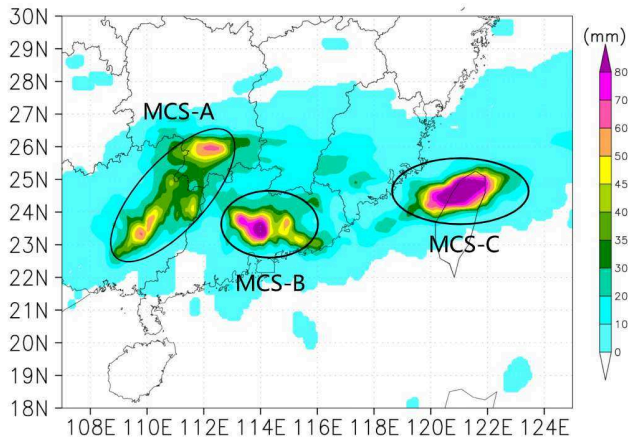 30N
29N
28N
27N
26N
25N
24N
23N
22N
21N
20N
19N
18N
108E 110E 112E 114E 116E 118E 120E 122E 124E
MCS-A
MCS-B
MCS-C
(mm)
80
70
60
50
45
40
35
30
20
10
0